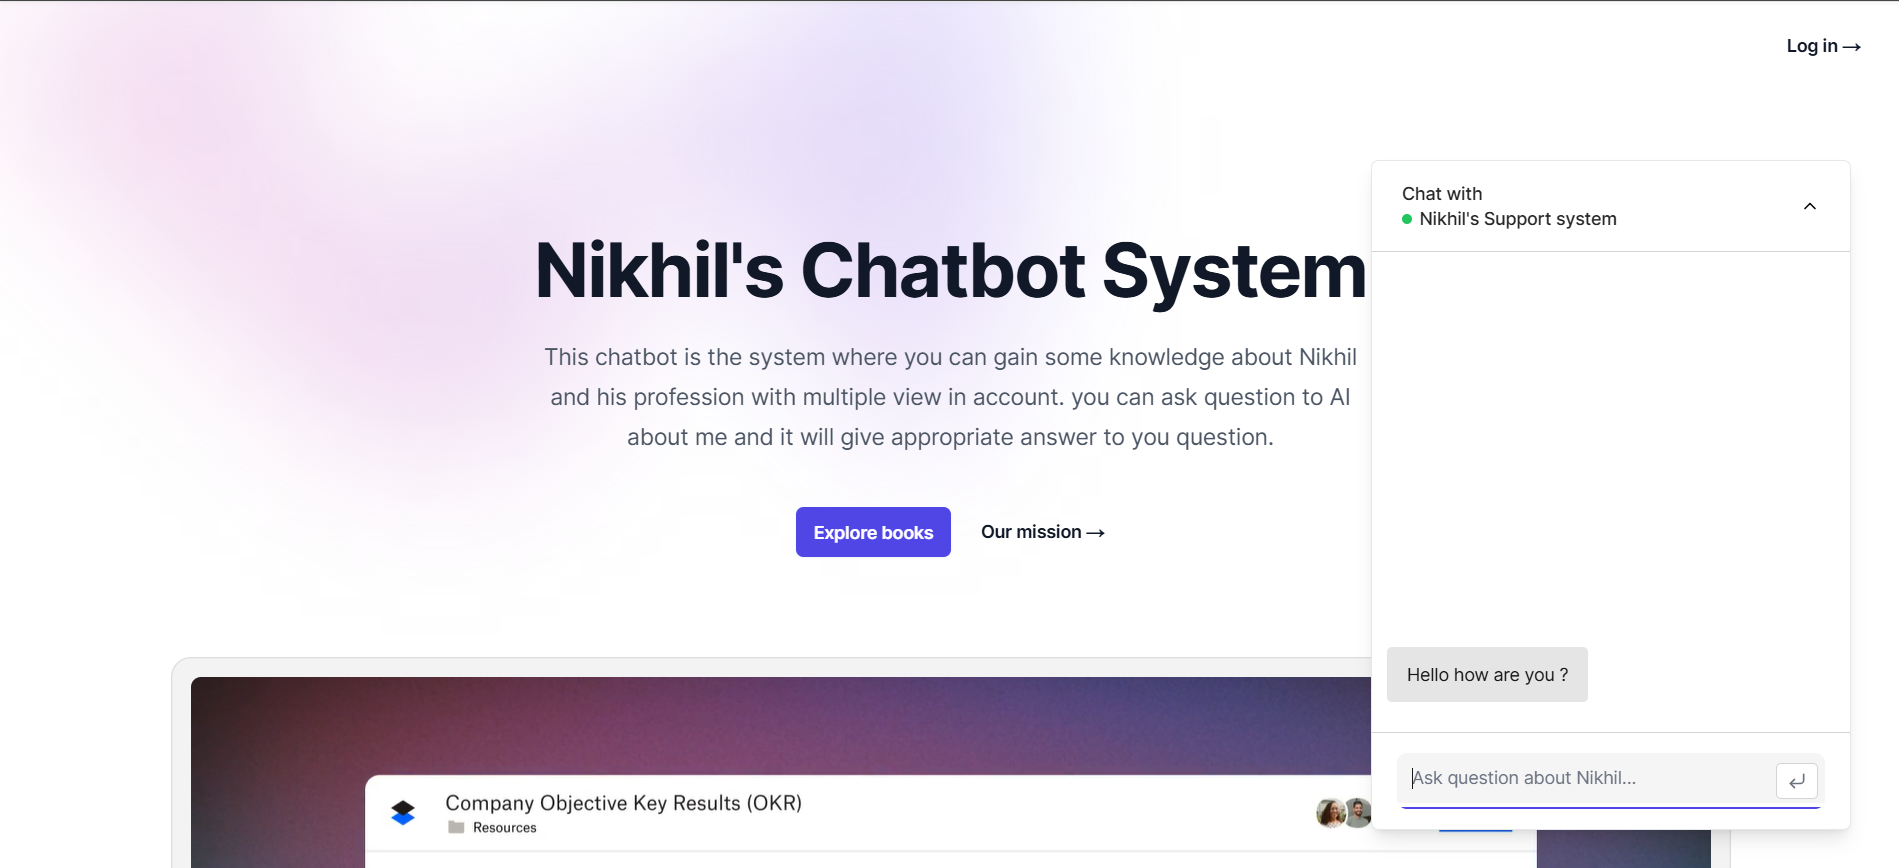 Log in →
Nikhil's Chatbot System
This chatbot is the system where you can gain some knowledge about Nikhil
and his profession with multiple view in account. you can ask question to AI
about me and it will give appropriate answer to you question.
Explore books
Our mission →
Company Objective Key Results (OKR)
Resources
Chat with
Nikhil's Support system
Hello how are you ?
Ask question about Nikhil...